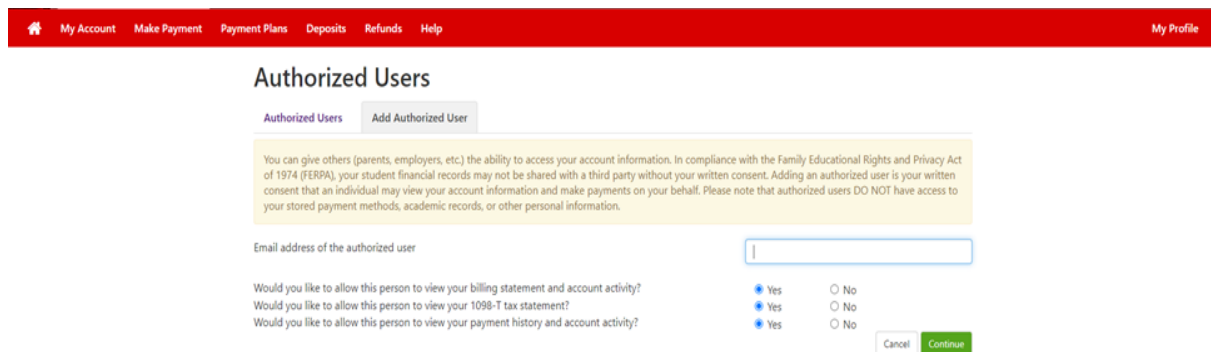 My Account Make Payment Payment Plans Deposits Refunds Help My Profile
Authorized Users
Authorized Users Add Authorized User
You can give others (parents, employers, etc.) the ability to access your account information. In compliance with the Family Educational Rights and Privacy Act
of 1974 (FERPA), your student financial records may not be shared with a third party without your written consent. Adding an authorized user is your written
consent that an individual may view your account information and make payments on your behalf. Please note that authorized users DO NOT have access to
your stored payment methods, academic records, or other personal information.
Email address of the authorized user
Would you like to allow this person to view your billing statement and account activity? Yes No
Would you like to allow this person to view your 1098-T tax statement? Yes No
Would you like to allow this person to view your payment history and account activity? Yes No
Cancel Continue